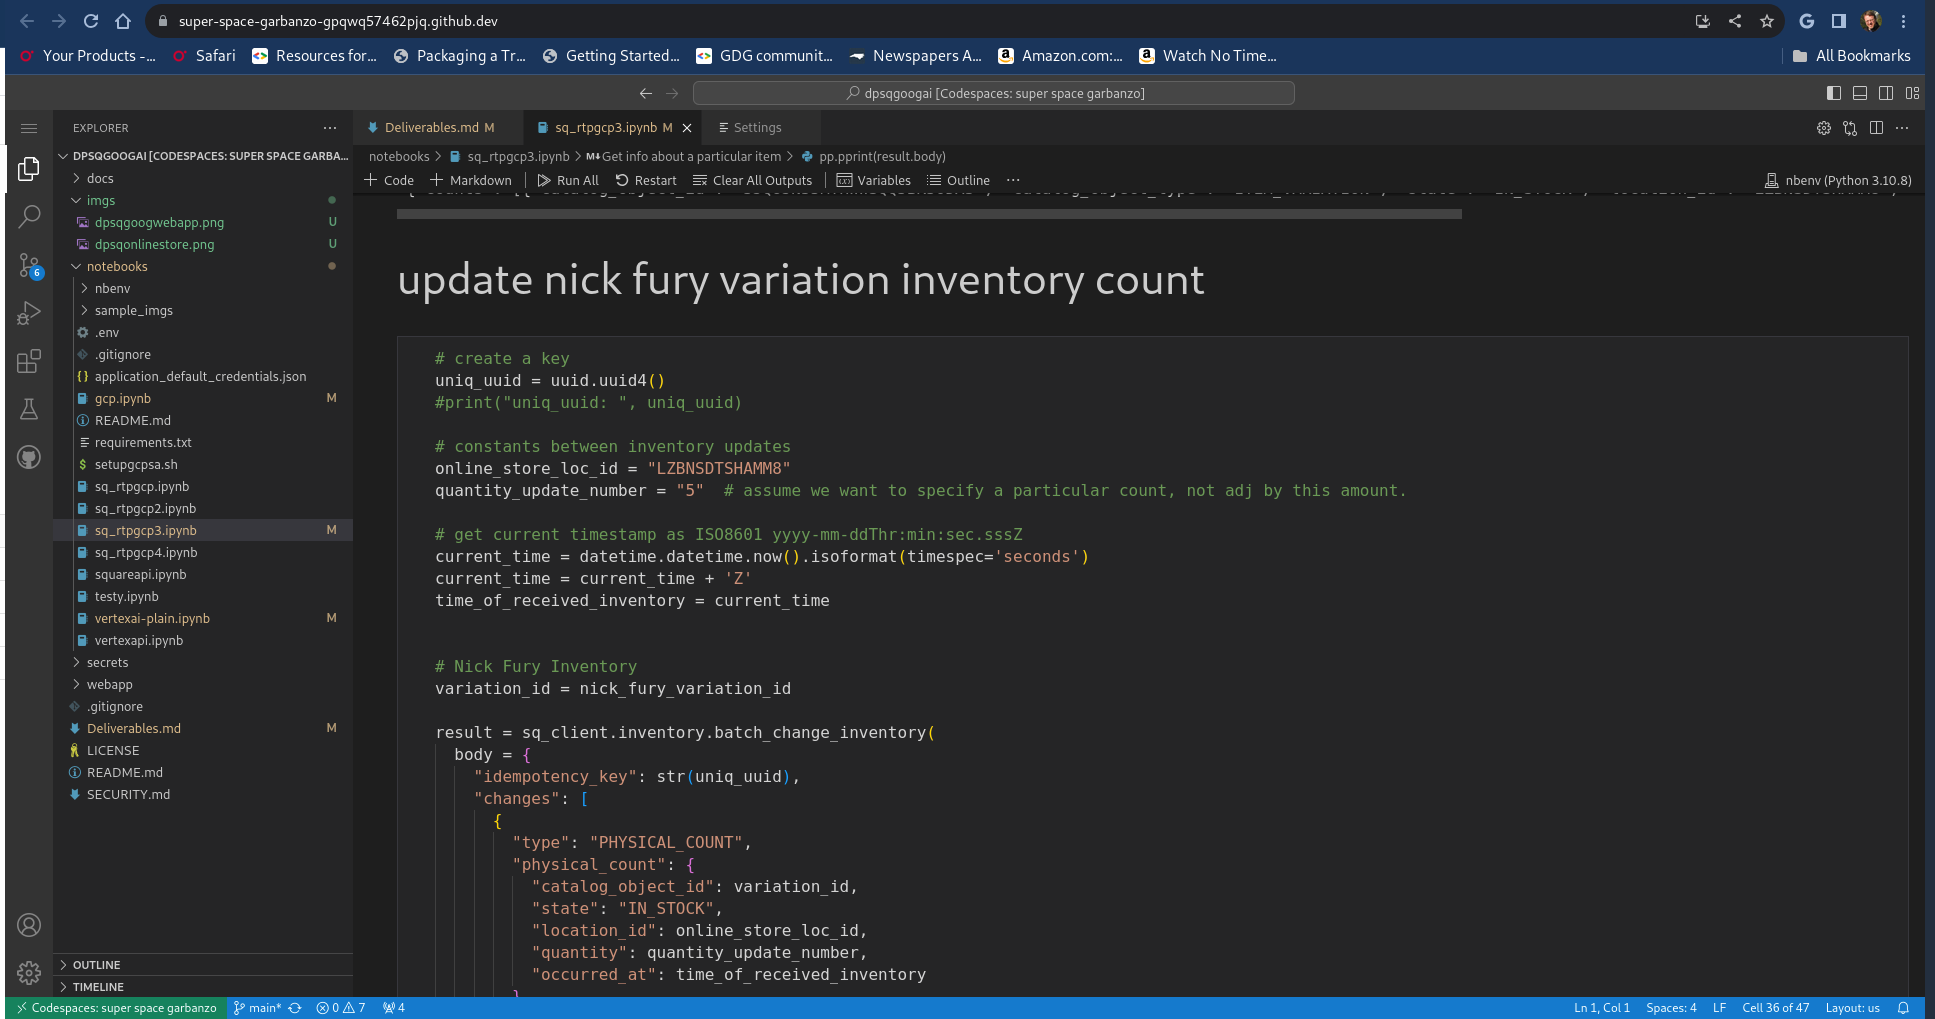 super-space-garbanzo-gpqwq57462pjq.github.dev
Your Products -... Safari Resources for... Packaging a Tr... Getting Started... GDG communit... Newspapers A... Amazon.com:... Watch No Time... All Bookmarks
dpsqgoogai [Codespaces: super space garbanzo]
EXPLORER
Deliverables.md M sq_rtpgcp3.ipynb M Settings
DPSQGOOGAI [CODESPACES: SUPER SPACE GARBA...
notebooks > sq_rtpgcp3.ipynb > M↓Get info about a particular item > pp.pprint(result.body)
+ Code + Markdown Run All Restart Clear All Outputs Variables Outline ... nbenv (Python 3.10.8)
docs
imgs
dpsqgoogwebapp.png U
dpsqonlinestore.png U
notebooks
nbenv
sample_imgs
.env
.gitignore
application_default_credentials.json
gcp.ipynb M
README.md
requirements.txt
setupgcpsa.sh
sq_rtpgcp.ipynb
sq_rtpgcp2.ipynb
sq_rtpgcp3.ipynb M
sq_rtpgcp4.ipynb
squareapi.ipynb
testy.ipynb
vertexai-plain.ipynb M
vertexapi.ipynb
secrets
webapp
.gitignore
Deliverables.md M
LICENSE
README.md
SECURITY.md
OUTLINE
TIMELINE
6
update nick fury variation inventory count
# create a key
uniq_uuid = uuid.uuid4()
#print("uniq_uuid: ", uniq_uuid)
# constants between inventory updates
online_store_loc_id = "LZBNSDTSHAMM8"
quantity_update_number = "5"  # assume we want to specify a particular count, not adj by this amount.
# get current timestamp as ISO8601 yyyy-mm-ddThr:min:sec.sssZ
current_time = datetime.datetime.now().isoformat(timespec='seconds')
current_time = current_time + 'Z'
time_of_received_inventory = current_time
# Nick Fury Inventory
variation_id = nick_fury_variation_id
result = sq_client.inventory.batch_change_inventory(
body = {
"idempotency_key": str(uniq_uuid),
"changes": [
{
"type": "PHYSICAL_COUNT",
"physical_count": {
"catalog_object_id": variation_id,
"state": "IN_STOCK",
"location_id": online_store_loc_id,
"quantity": quantity_update_number,
"occurred_at": time_of_received_inventory
}
Codespaces: super space garbanzo main* 0 7 4 Ln 1, Col 1 Spaces: 4 LF Cell 36 of 47 Layout: us